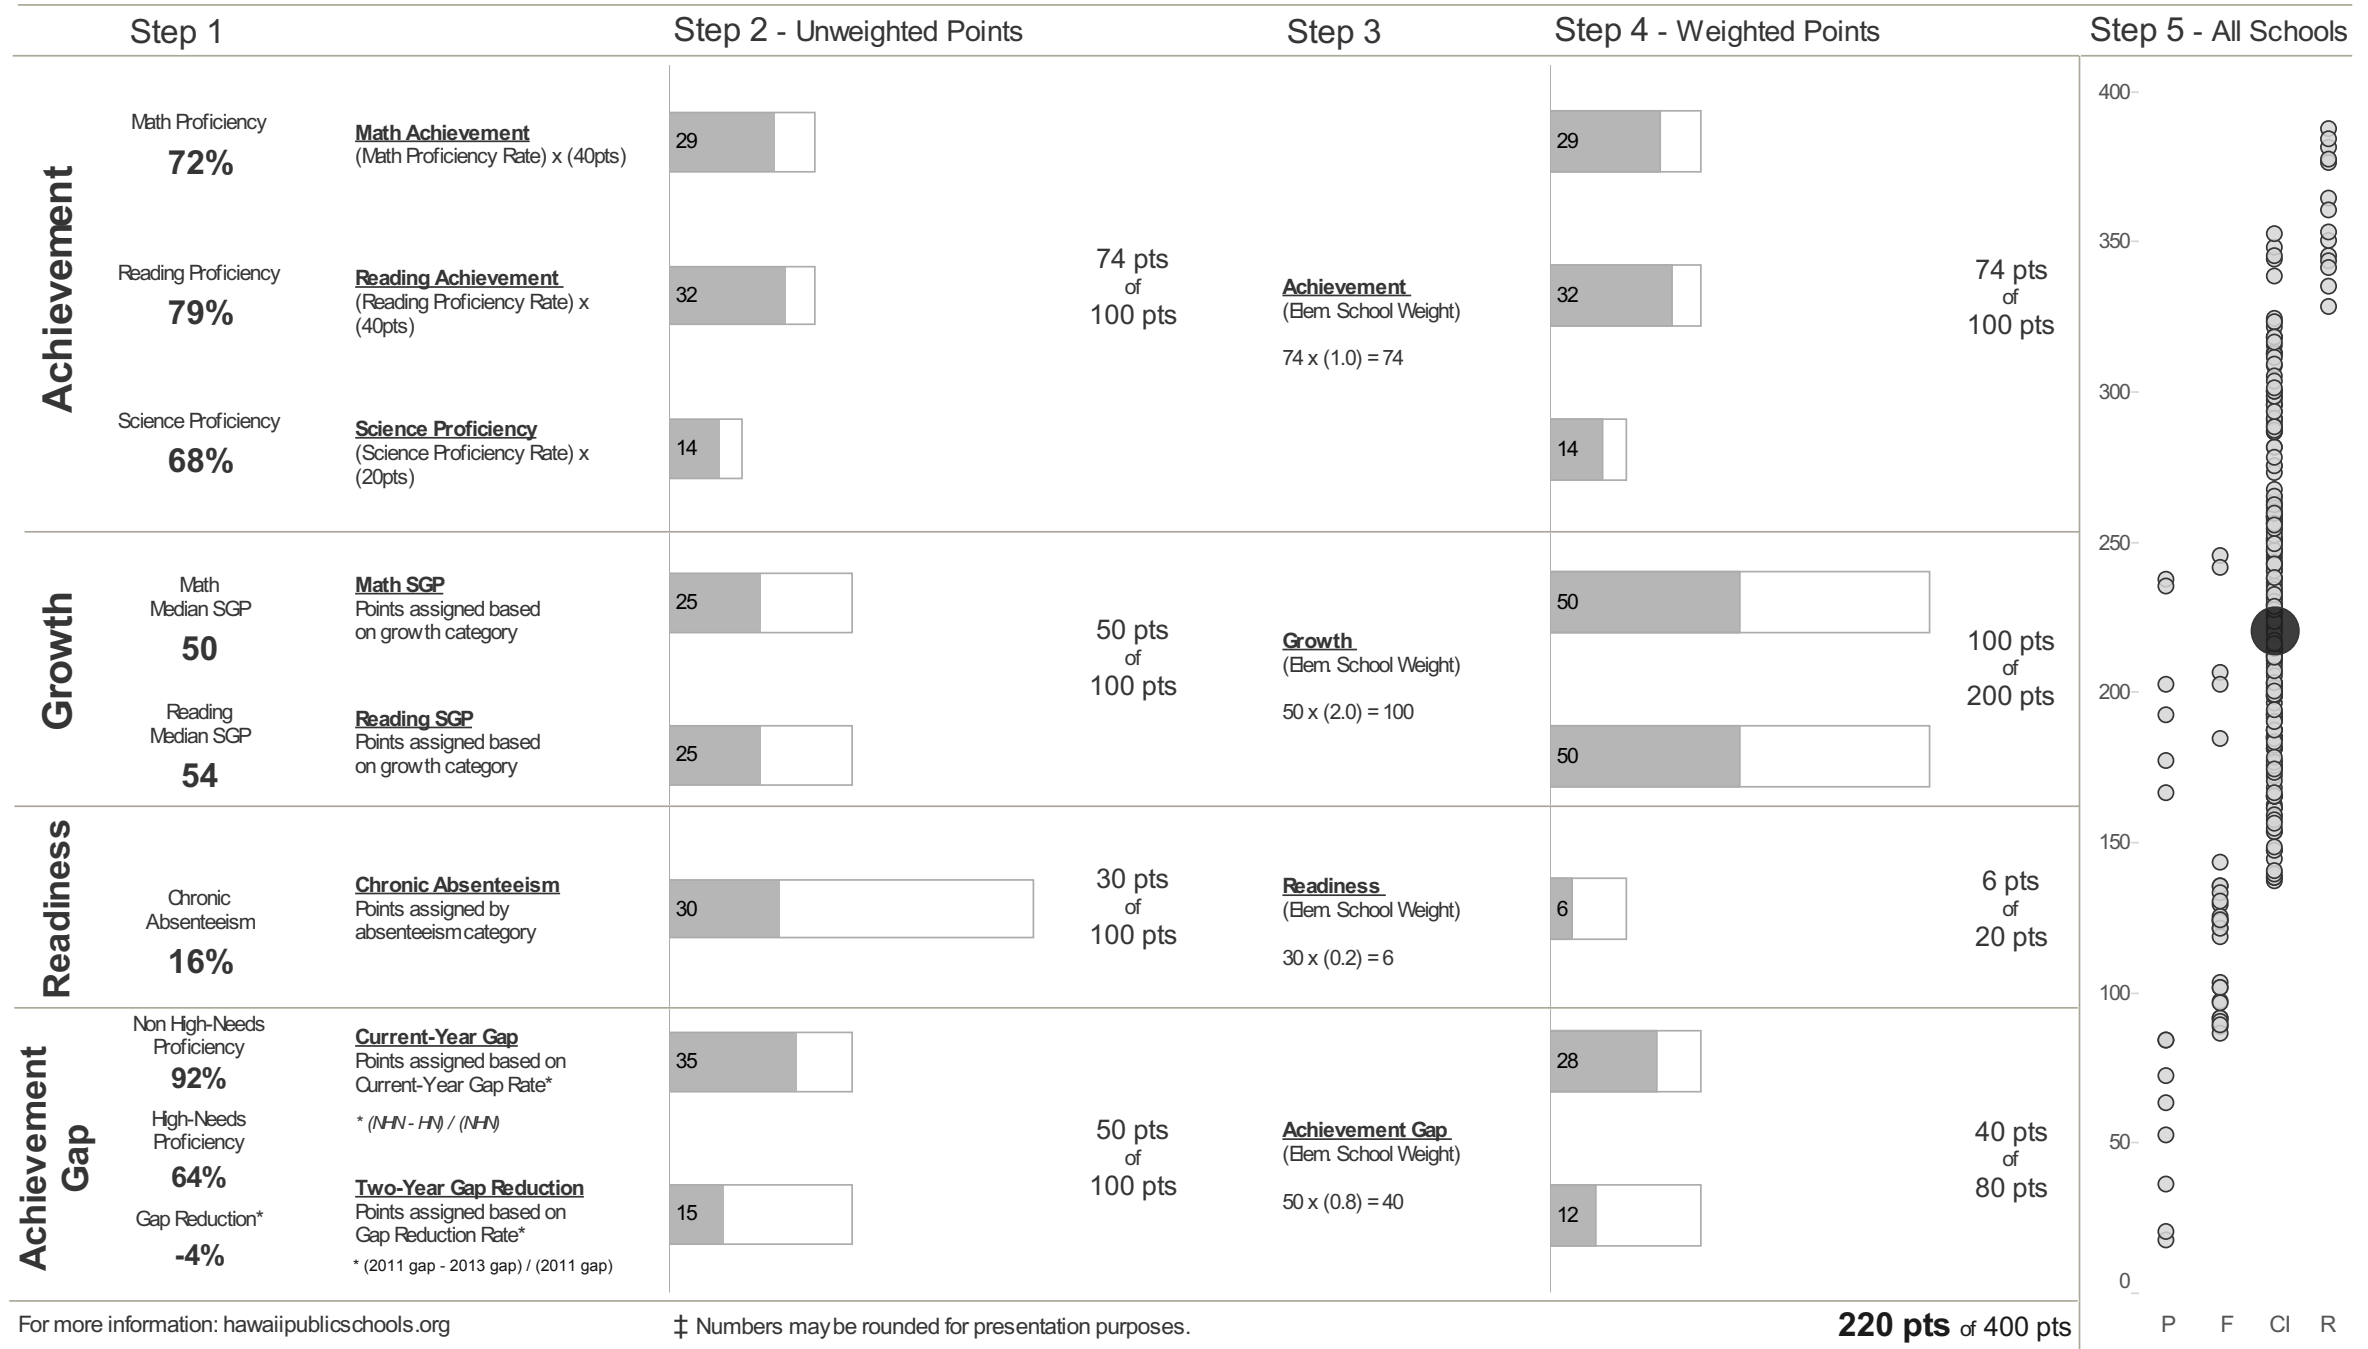 Step 1
Step 2 - Unweighted Points
Step 3
Step 4 - Weighted Points
Step 5 - All Schools
Achievement
Math Proficiency
72%
Math Achievement
(Math Proficiency Rate) x (40pts)
29
29
Reading Proficiency
79%
Reading Achievement
(Reading Proficiency Rate) x
(40pts)
32
74 pts
of
100 pts
Achievement
(Elem. School Weight)
74 x (1.0) = 74
32
74 pts
of
100 pts
Science Proficiency
68%
Science Proficiency
(Science Proficiency Rate) x
(20pts)
14
14
Growth
Math
Median SGP
50
Math SGP
Points assigned based
on growth category
25
50 pts
of
100 pts
Growth
(Elem. School Weight)
50 x (2.0) = 100
50
100 pts
of
200 pts
Reading
Median SGP
54
Reading SGP
Points assigned based
on growth category
25
50
Readiness
Chronic
Absenteeism
16%
Chronic Absenteeism
Points assigned by
absenteeism category
30
30 pts
of
100 pts
Readiness
(Elem. School Weight)
30 x (0.2) = 6
6
6 pts
of
20 pts
Achievement
Gap
Non High-Needs
Proficiency
92%
High-Needs
Proficiency
64%
Gap Reduction*
-4%
Current-Year Gap
Points assigned based on
Current-Year Gap Rate*
* (NHN - HN) / (NHN)
Two-Year Gap Reduction
Points assigned based on
Gap Reduction Rate*
* (2011 gap - 2013 gap) / (2011 gap)
35
15
50 pts
of
100 pts
Achievement Gap
(Elem. School Weight)
50 x (0.8) = 40
28
12
40 pts
of
80 pts
400
350
300
250
200
150
100
50
0
P F CI R
For more information: hawaiipublicschools.org
‡ Numbers may be rounded for presentation purposes.
220 pts of 400 pts